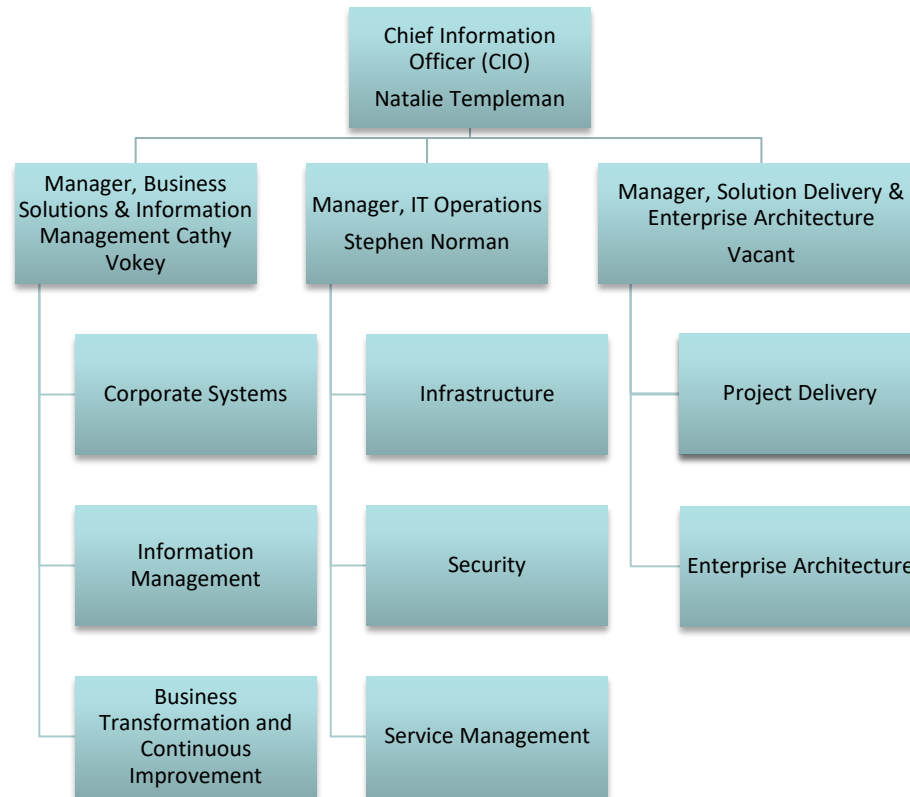 Chief Information
Officer (CIO)
Natalie Templeman
Manager, Business
Solutions & Information
Management Cathy
Vokey
Manager, IT Operations
Stephen Norman
Manager, Solution Delivery &
Enterprise Architecture
Vacant
Corporate Systems
Infrastructure
Project Delivery
Information
Management
Security
Enterprise Architecture
Business
Transformation and
Continuous
Improvement
Service Management